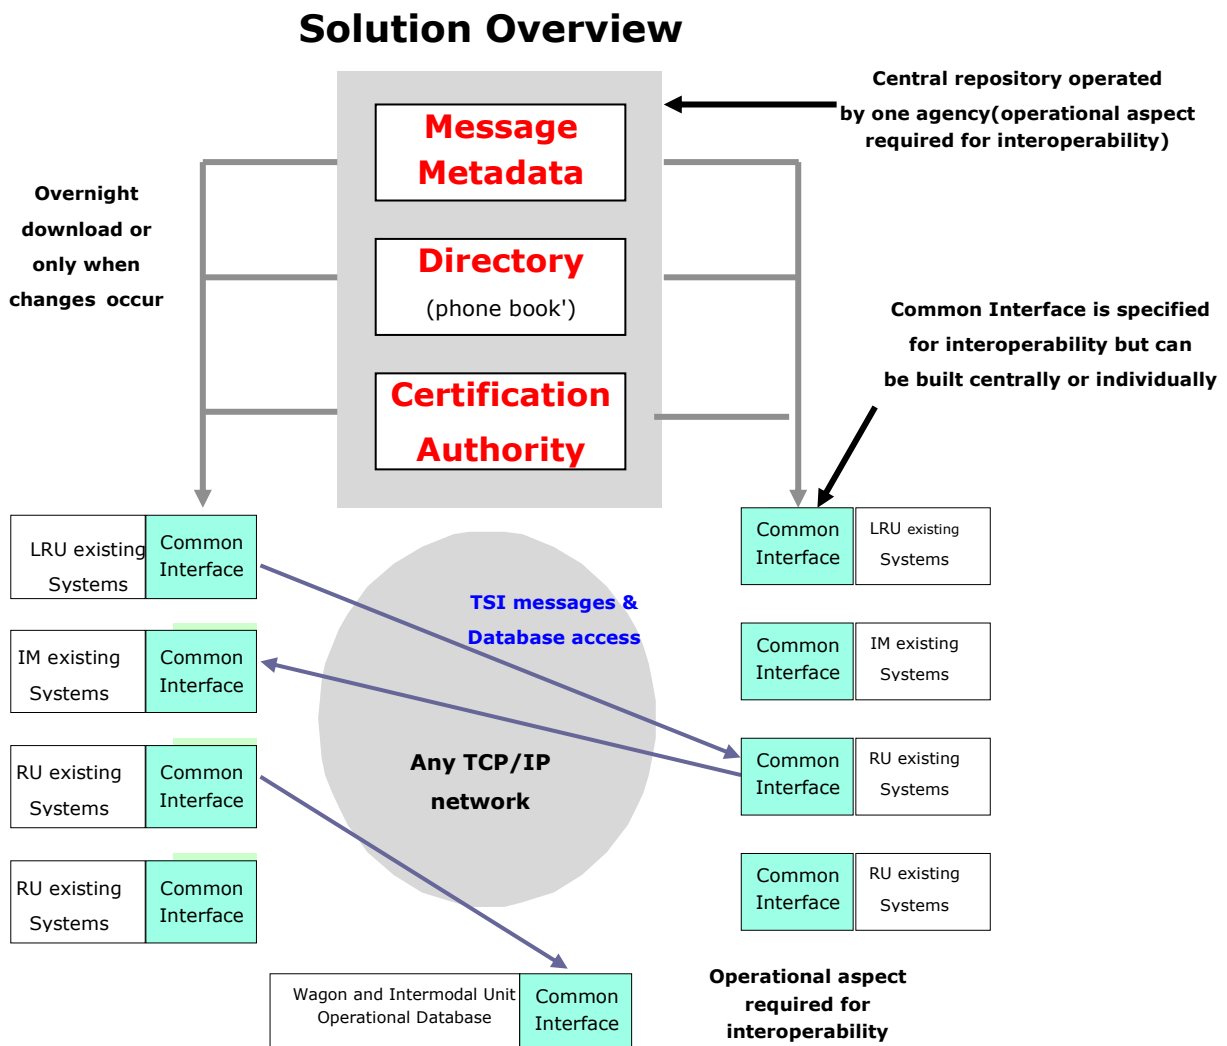 Solution Overview
Central repository operated
by one agency(operational aspect
required for interoperability)
Message
Metadata
Overnight
download or
only when
changes occur
Directory
(phone book')
Common Interface is specified
for interoperability but can
be built centrally or individually
Certification
Authority
LRU existing
Systems
Common
Interface
Common
Interface
LRU existing
Systems
TSI messages &
Database access
IM existing
Systems
Common
Interface
Common
Interface
IM existing
Systems
Any TCP/IP
network
RU existing
Systems
Common
Interface
Common
Interface
RU existing
Systems
RU existing
Systems
Common
Interface
Common
Interface
RU existing
Systems
Wagon and Intermodal Unit
Operational Database
Common
Interface
Operational aspect
required for
interoperability